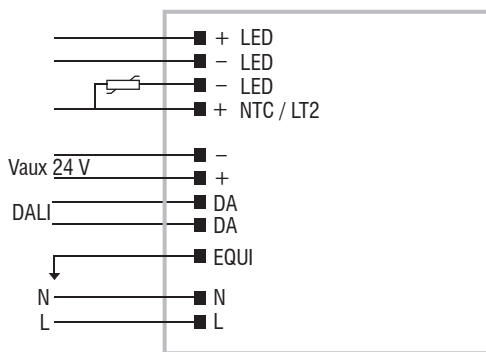 + LED
− LED
− LED
+ NTC / LT2
Vaux 24 V
−
+
DALI
DA
DA
EQUI
N
N
L
L